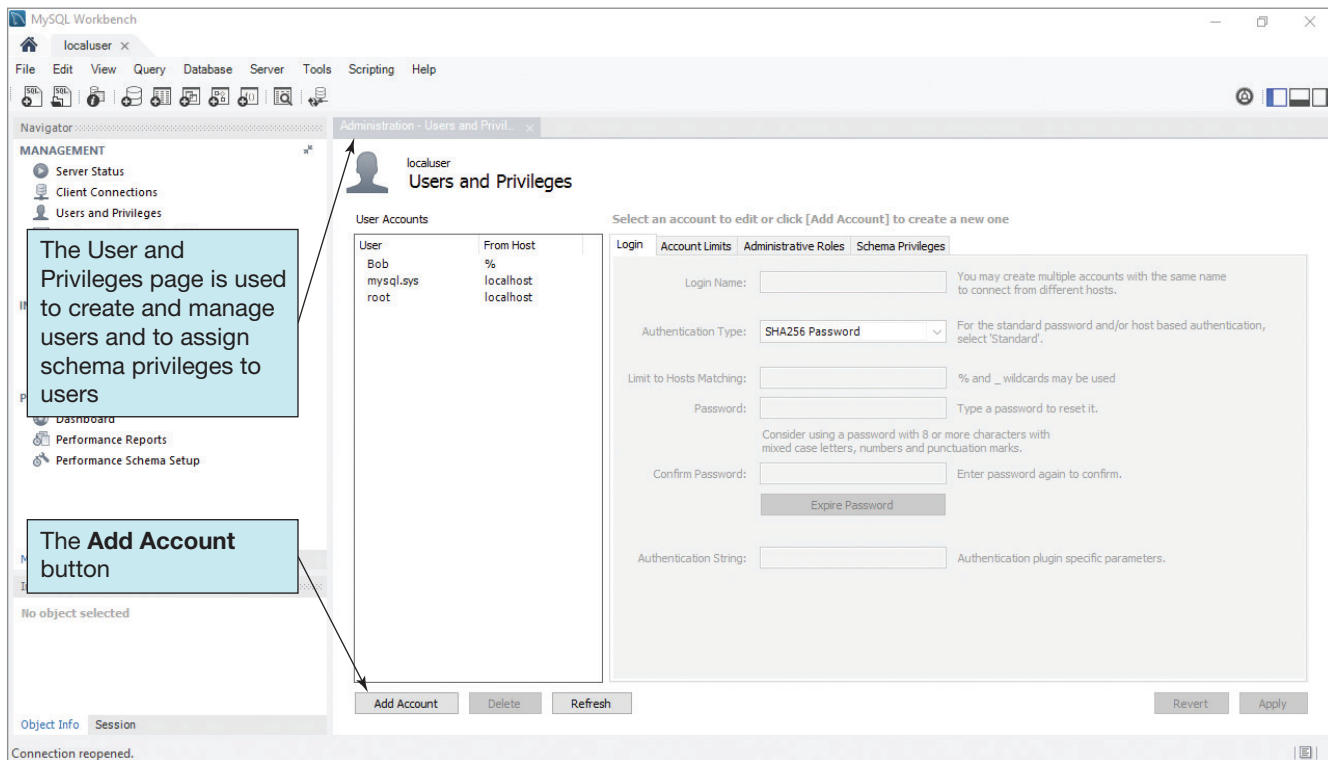 MySQL Workbench
localuser
File Edit View Query Database Server Tools Scripting Help
SQL SQL
Navigator
MANAGEMENT
Server Status
Client Connections
Users and Privileges
The User and
Privileges page is used
to create and manage
users and to assign
schema privileges to
users
Dashboard
Performance Reports
Performance Schema Setup
The Add Account
button
No object selected
Object Info Session
Connection reopened.
Administration - Users and Privil...
localuser
Users and Privileges
User Accounts
User From Host
Bob %
mysql.sys localhost
root localhost
Add Account Delete Refresh
Select an account to edit or click [Add Account] to create a new one
Login Account Limits Administrative Roles Schema Privileges
Login Name: You may create multiple accounts with the same name
to connect from different hosts.
Authentication Type: SHA256 Password For the standard password and/or host based authentication,
select 'Standard'.
Limit to Hosts Matching: % and _ wildcards may be used
Password: Type a password to reset it.
Consider using a password with 8 or more characters with
mixed case letters, numbers and punctuation marks.
Confirm Password: Enter password again to confirm.
Expire Password
Authentication String: Authentication plugin specific parameters.
Revert Apply